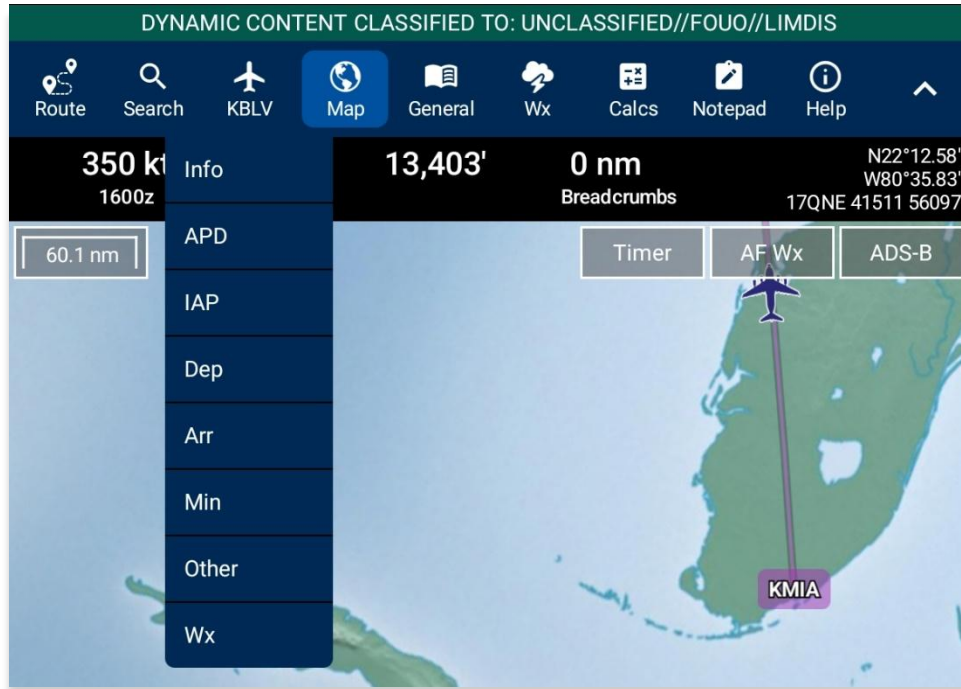 DYNAMIC CONTENT CLASSIFIED TO: UNCLASSIFIED//FOUO//LIMDIS
Route Search KBLV Map General Wx Calcs Notepad Help
350 kt
1600z
13,403'
0 nm
Breadcrumbs
N22°12.58'
W80°35.83'
17QNE 41511 56097
60.1 nm
Timer
AF Wx
ADS-B
Info
APD
IAP
Dep
Arr
Min
Other
Wx
KMIA